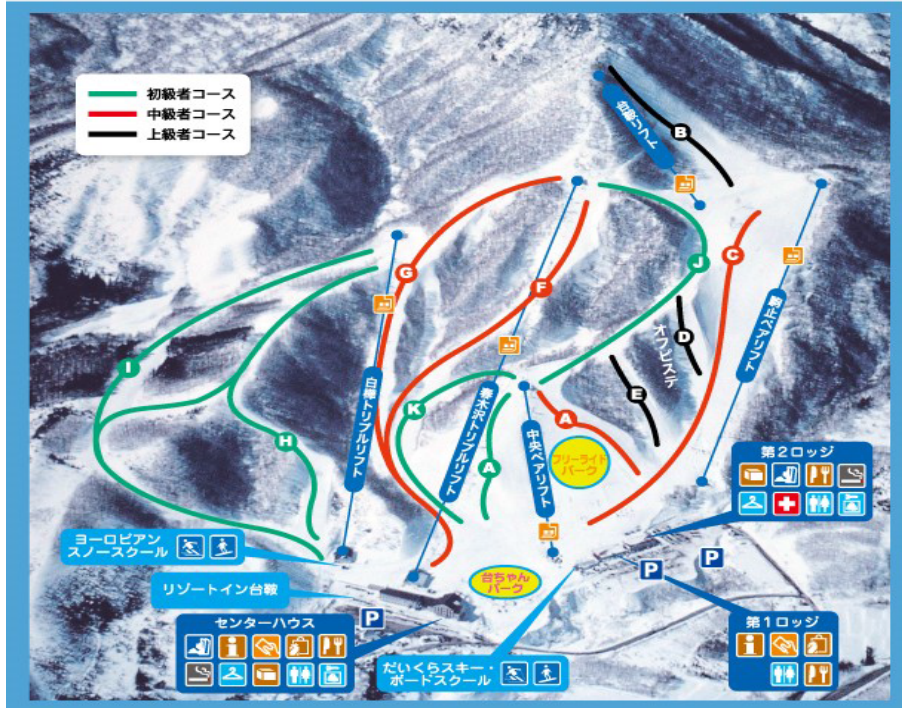 初級者コース
中級者コース
上級者コース
台鞍リフト
B
G
F
C
J
I
オフピステ
D
E
駒止ペアリフト
白樺トリプルリフト
春木沢トリプルリフト
K
A
中央ペアリフト
A
フリーライド
パーク
H
第2ロッジ
ヨーロピアン
スノースクール
リゾートイン台鞍
台ちゃん
パーク
P
P
P
センターハウス
だいくらスキー・
ボードスクール
第1ロッジ